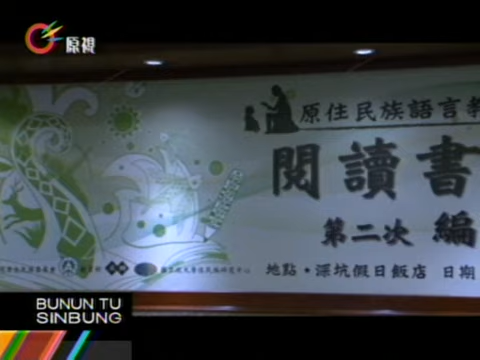 原視
原住民族語言教
閱讀書
第二次 編
地點・深坑假日飯店 日期
BUNUN TU
SINBUNG